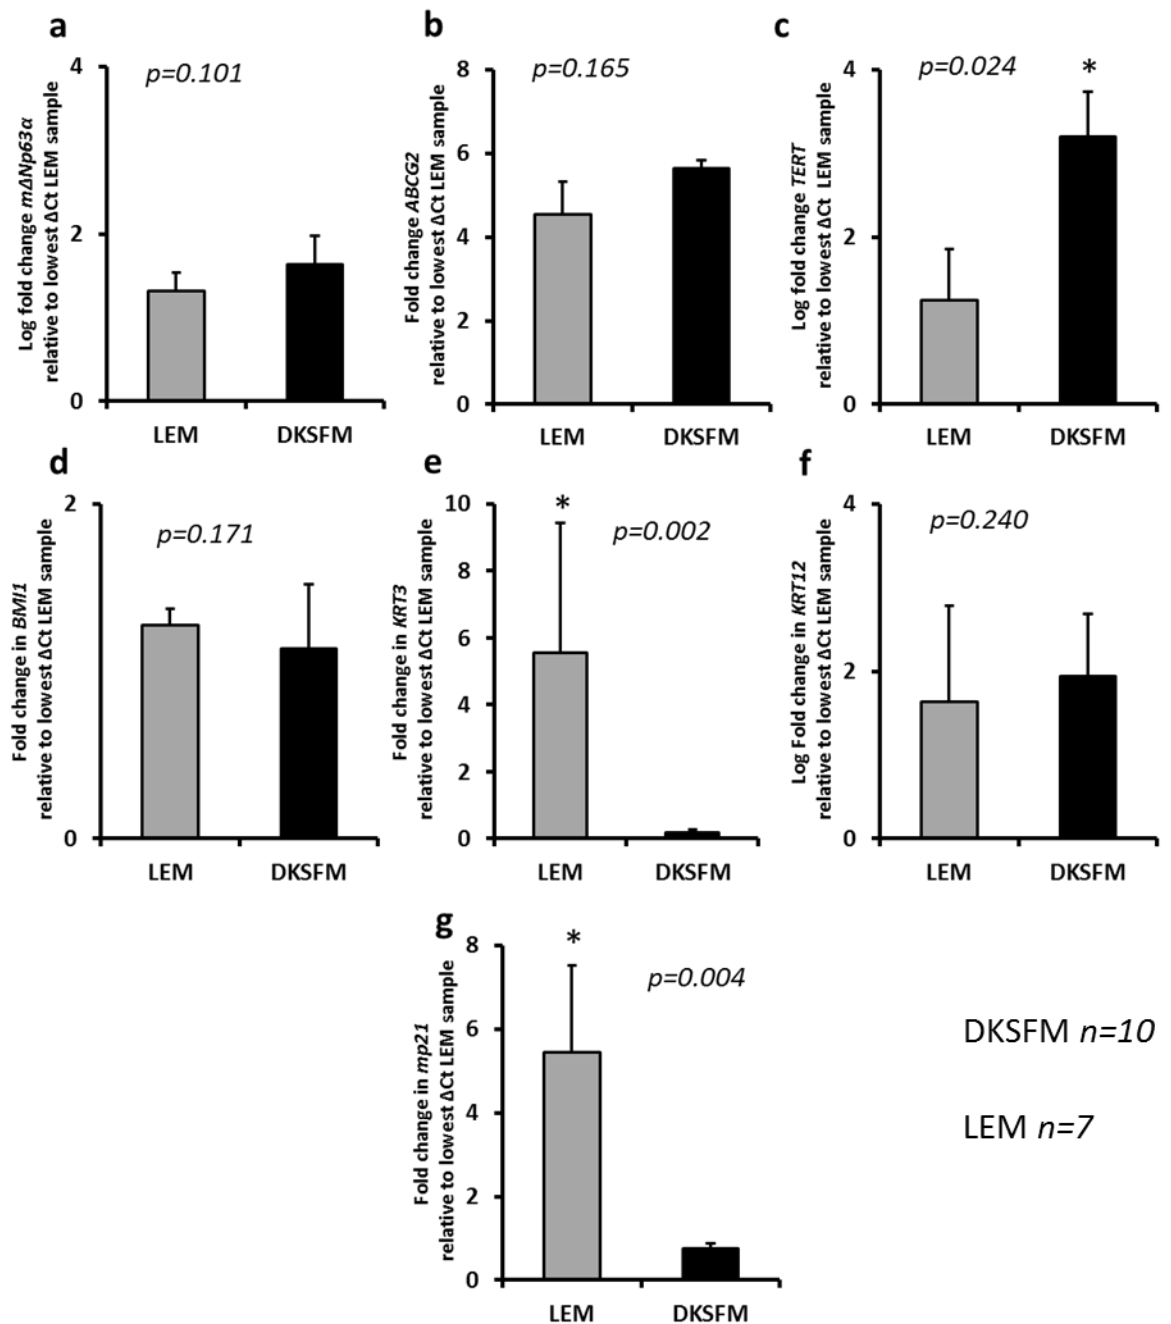 a
Log fold change mΔNp63α
relative to lowest ΔCt LEM sample
4
2
0
p=0.101
LEM DKSFM
b
Fold change ABCG2
relative to lowest ΔCt LEM sample
8
6
4
2
0
p=0.165
LEM DKSFM
c
Log fold change TERT
relative to lowest ΔCt LEM sample
4
2
0
p=0.024
*
LEM DKSFM
d
Fold change in BMI1
relative to lowest ΔCt LEM sample
2
0
p=0.171
LEM DKSFM
e
Fold change in KRT3
relative to lowest ΔCt LEM sample
10
8
6
4
2
0
*
p=0.002
LEM DKSFM
f
Log Fold change in KRT12
relative to lowest ΔCt LEM sample
4
2
0
p=0.240
LEM DKSFM
g
Fold change in mp21
relative to lowest ΔCt LEM sample
8
6
4
2
0
*
p=0.004
LEM DKSFM
DKSFM n=10
LEM n=7